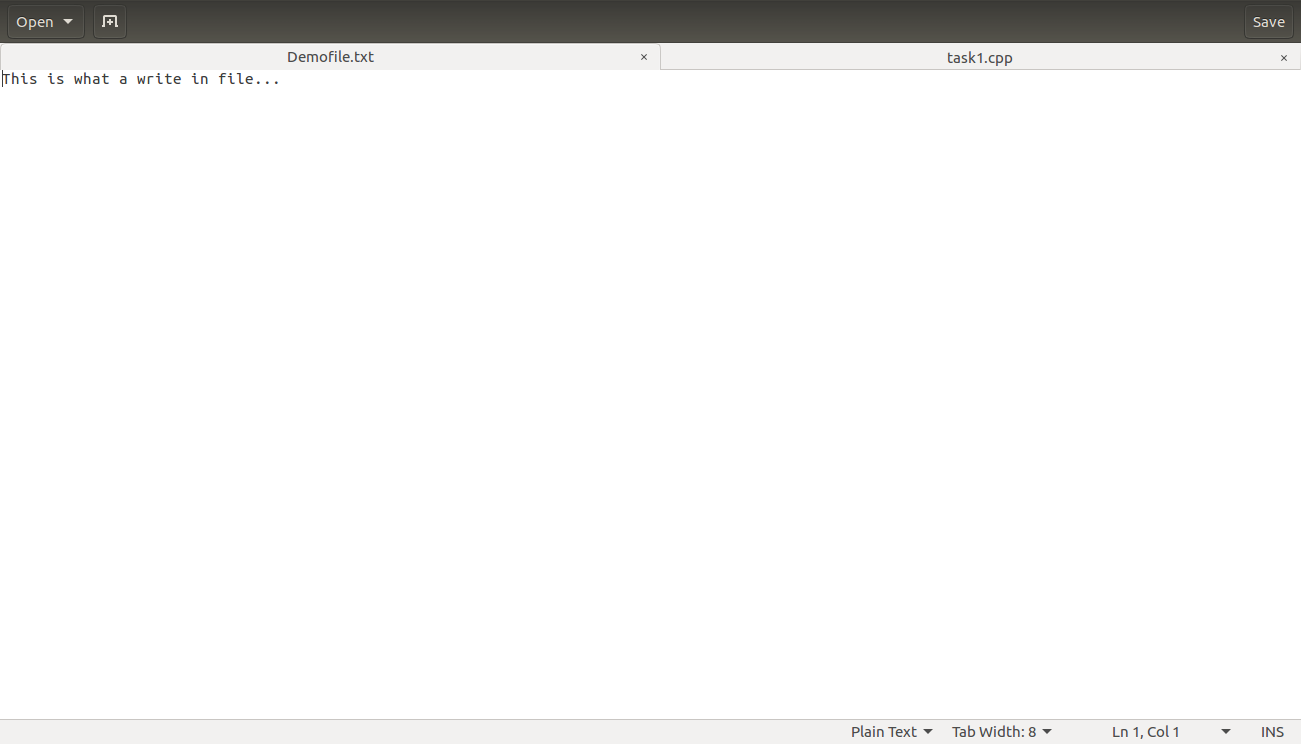 Open
Save
Demofile.txt ×
task1.cpp ×
This is what a write in file...
Plain Text
Tab Width: 8
Ln 1, Col 1
INS